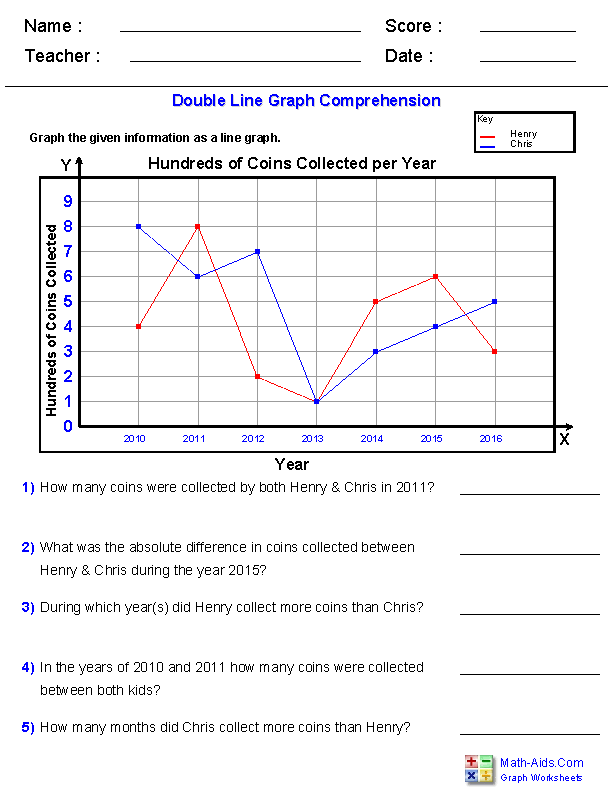 Name :
Score :
Teacher :
Date :
Double Line Graph Comprehension
Key
Henry
Chris
Graph the given information as a line graph.
Y
Hundreds of Coins Collected per Year
Hundreds of Coins Collected
9
8
7
6
5
4
3
2
1
0
2010 2011 2012 2013 2014 2015 2016
X
Year
1) How many coins were collected by both Henry & Chris in 2011?
2) What was the absolute difference in coins collected between
Henry & Chris during the year 2015?
3) During which year(s) did Henry collect more coins than Chris?
4) In the years of 2010 and 2011 how many coins were collected
between both kids?
5) How many months did Chris collect more coins than Henry?
Math-Aids.Com
Graph Worksheets